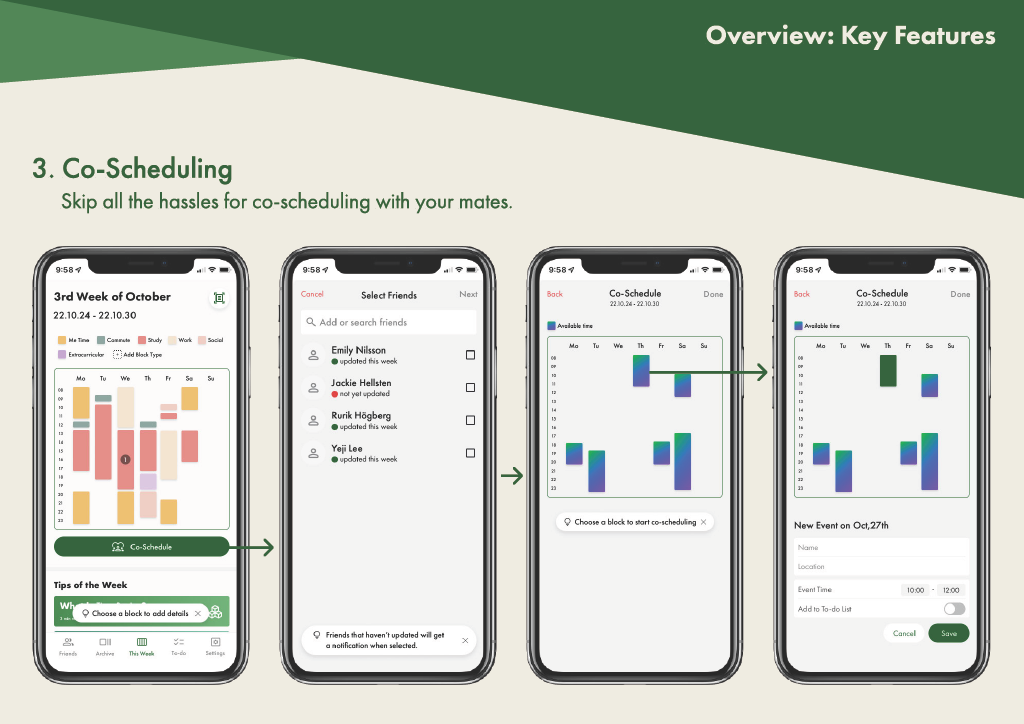 Overview: Key Features
3. Co-Scheduling
Skip all the hassles for co-scheduling with your mates.
9:58
3rd Week of October
22.10.24 - 22.10.30
Me Time
Commute
Study
Work
Social
Extracurricular
Add Block Type
Mo Tu We Th Fr Sa Su
08
09
10
11
12
13
14
15
16
17
18
19
20
21
22
23
1
Co-Schedule
Tips of the Week
Choose a block to add details
Friends
Archive
This Week
To-do
Settings
9:58
Cancel
Select Friends
Next
Add or search friends
Emily Nilsson
updated this week
Jackie Hellsten
not yet updated
Rurik Högberg
updated this week
Yeji Lee
updated this week
Friends that haven't updated will get
a notification when selected.
9:58
Back
Co-Schedule
Done
22.10.24 - 22.10.30
Available time
Mo Tu We Th Fr Sa Su
08
09
10
11
12
13
14
15
16
17
18
19
20
21
22
23
Choose a block to start co-scheduling
9:58
Back
Co-Schedule
Done
22.10.24 - 22.10.30
Available time
Mo Tu We Th Fr Sa Su
08
09
10
11
12
13
14
15
16
17
18
19
20
21
22
23
New Event on Oct,27th
Name
Location
Event Time
10:00 - 12:00
Add to To-do List
Cancel
Save